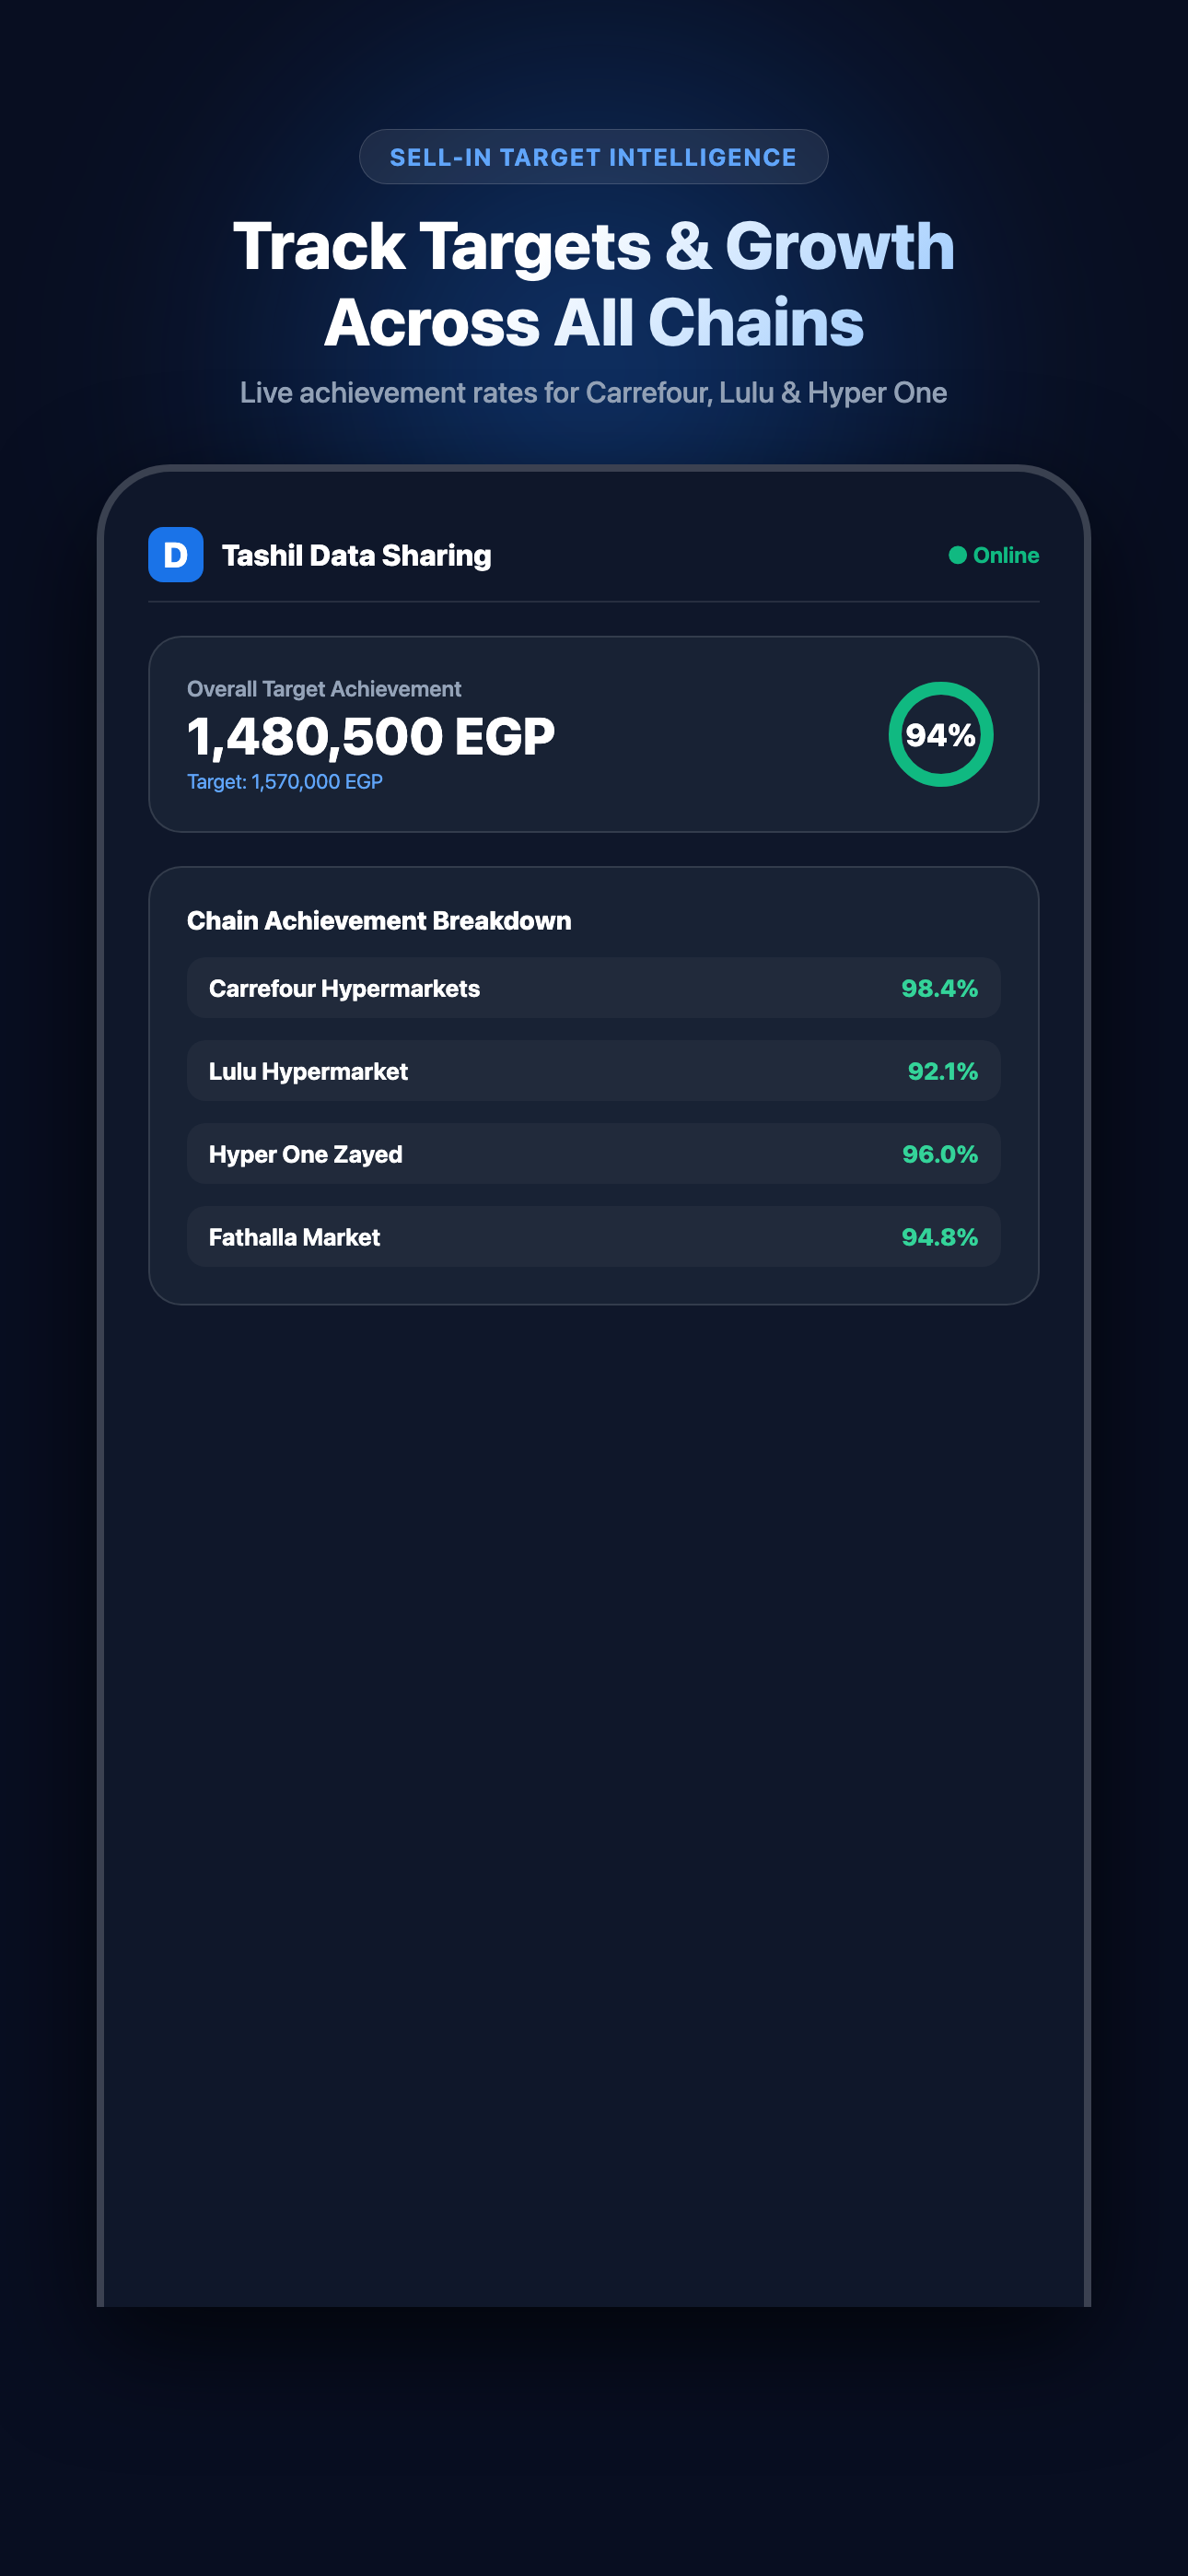 SELL-IN TARGET INTELLIGENCE
Track Targets & Growth
Across All Chains
Live achievement rates for Carrefour, Lulu & Hyper One
D Tashil Data Sharing
Online
Overall Target Achievement
1,480,500 EGP
Target: 1,570,000 EGP
94%
Chain Achievement Breakdown
Carrefour Hypermarkets 98.4%
Lulu Hypermarket 92.1%
Hyper One Zayed 96.0%
Fathalla Market 94.8%